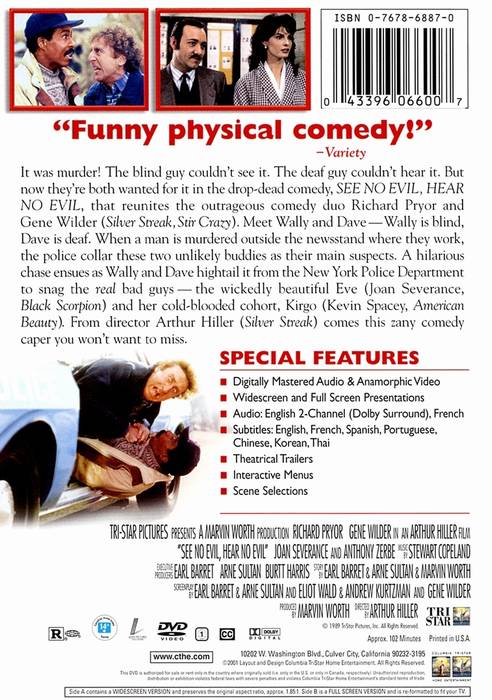 ISBN 0-7678-6887-0
0 43396 06600 7
“Funny physical comedy!”
–Variety
It was murder! The blind guy couldn’t see it. The deaf guy couldn’t hear it. But
now they’re both wanted for it in the drop-dead comedy, SEE NO EVIL, HEAR
NO EVIL, that reunites the outrageous comedy duo Richard Pryor and
Gene Wilder (Silver Streak, Stir Crazy). Meet Wally and Dave — Wally is blind,
Dave is deaf. When a man is murdered outside the newsstand where they work,
the police collar these two unlikely buddies as their main suspects. A hilarious
chase ensues as Wally and Dave hightail it from the New York Police Department
to snag the real bad guys — the wickedly beautiful Eve (Joan Severance,
Black Scorpion) and her cold-blooded cohort, Kirgo (Kevin Spacey, American
Beauty). From director Arthur Hiller (Silver Streak) comes this zany comedy
caper you won’t want to miss.
SPECIAL FEATURES
■ Digitally Mastered Audio & Anamorphic Video
■ Widescreen and Full Screen Presentations
■ Audio: English 2-Channel (Dolby Surround), French
■ Subtitles: English, French, Spanish, Portuguese,
Chinese, Korean, Thai
■ Theatrical Trailers
■ Interactive Menus
■ Scene Selections
TRI-STAR PICTURES PRESENTS A MARVIN WORTH PRODUCTION RICHARD PRYOR GENE WILDER IN AN ARTHUR HILLER FILM
"SEE NO EVIL, HEAR NO EVIL" JOAN SEVERANCE AND ANTHONY ZERBE MUSIC BY STEWART COPELAND
EXECUTIVE PRODUCERS EARL BARRET ARNE SULTAN BURTT HARRIS STORY BY EARL BARRET & ARNE SULTAN & MARVIN WORTH
SCREENPLAY BY EARL BARRET & ARNE SULTAN AND ELIOT WALD & ANDREW KURTZMAN AND GENE WILDER
PRODUCED BY MARVIN WORTH DIRECTED BY ARTHUR HILLER
TRI STAR
© 1989 Tri-Star Pictures, Inc. All Rights Reserved.
Approx. 102 Minutes Printed in U.S.A.
R DVD VIDEO 1 CC DOLBY DIGITAL
www.cthe.com
10202 W. Washington Blvd., Culver City, California 90232-3195
©2001 Layout and Design Columbia TriStar Home Entertainment. All Rights Reserved.
COLUMBIA TRISTAR
HOME ENTERTAINMENT
Side A contains a WIDESCREEN VERSION and preserves the original aspect ratio, approx. 1.85:1. Side B is a FULL SCREEN VERSION and is formatted to fit your TV.